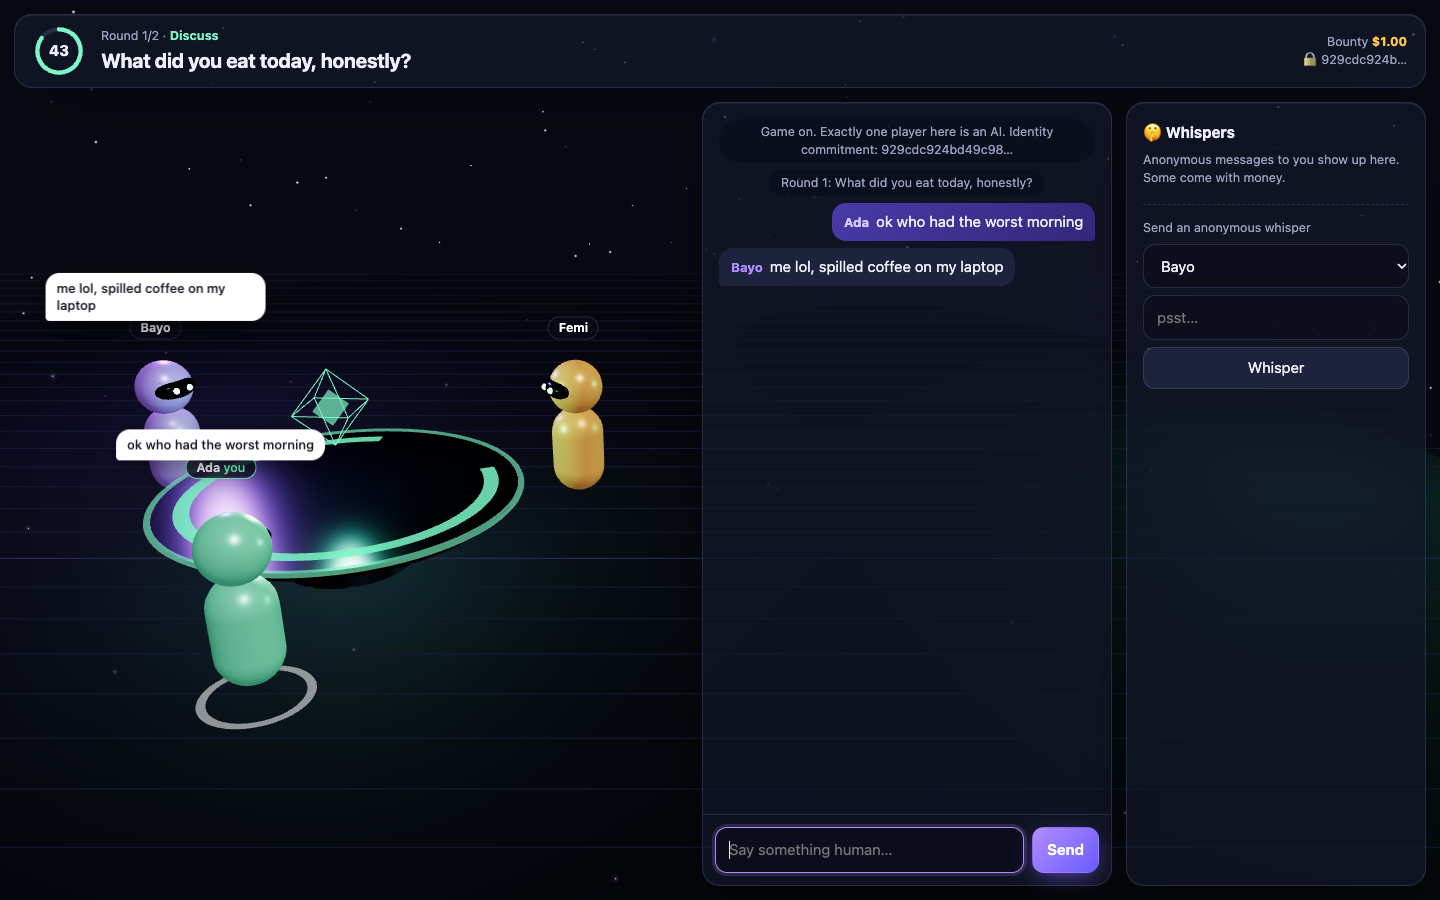 43
Round 1/2 · Discuss
What did you eat today, honestly?
Bounty $1.00
🔒 929cdc924b...
me lol, spilled coffee on my
laptop
Bayo
Femi
ok who had the worst morning
Ada you
Game on. Exactly one player here is an AI. Identity
commitment: 929cdc924bd49c98...
Round 1: What did you eat today, honestly?
Ada ok who had the worst morning
Bayo me lol, spilled coffee on my laptop
Say something human...
Send
🤫 Whispers
Anonymous messages to you show up here.
Some come with money.
Send an anonymous whisper
Bayo
psst...
Whisper